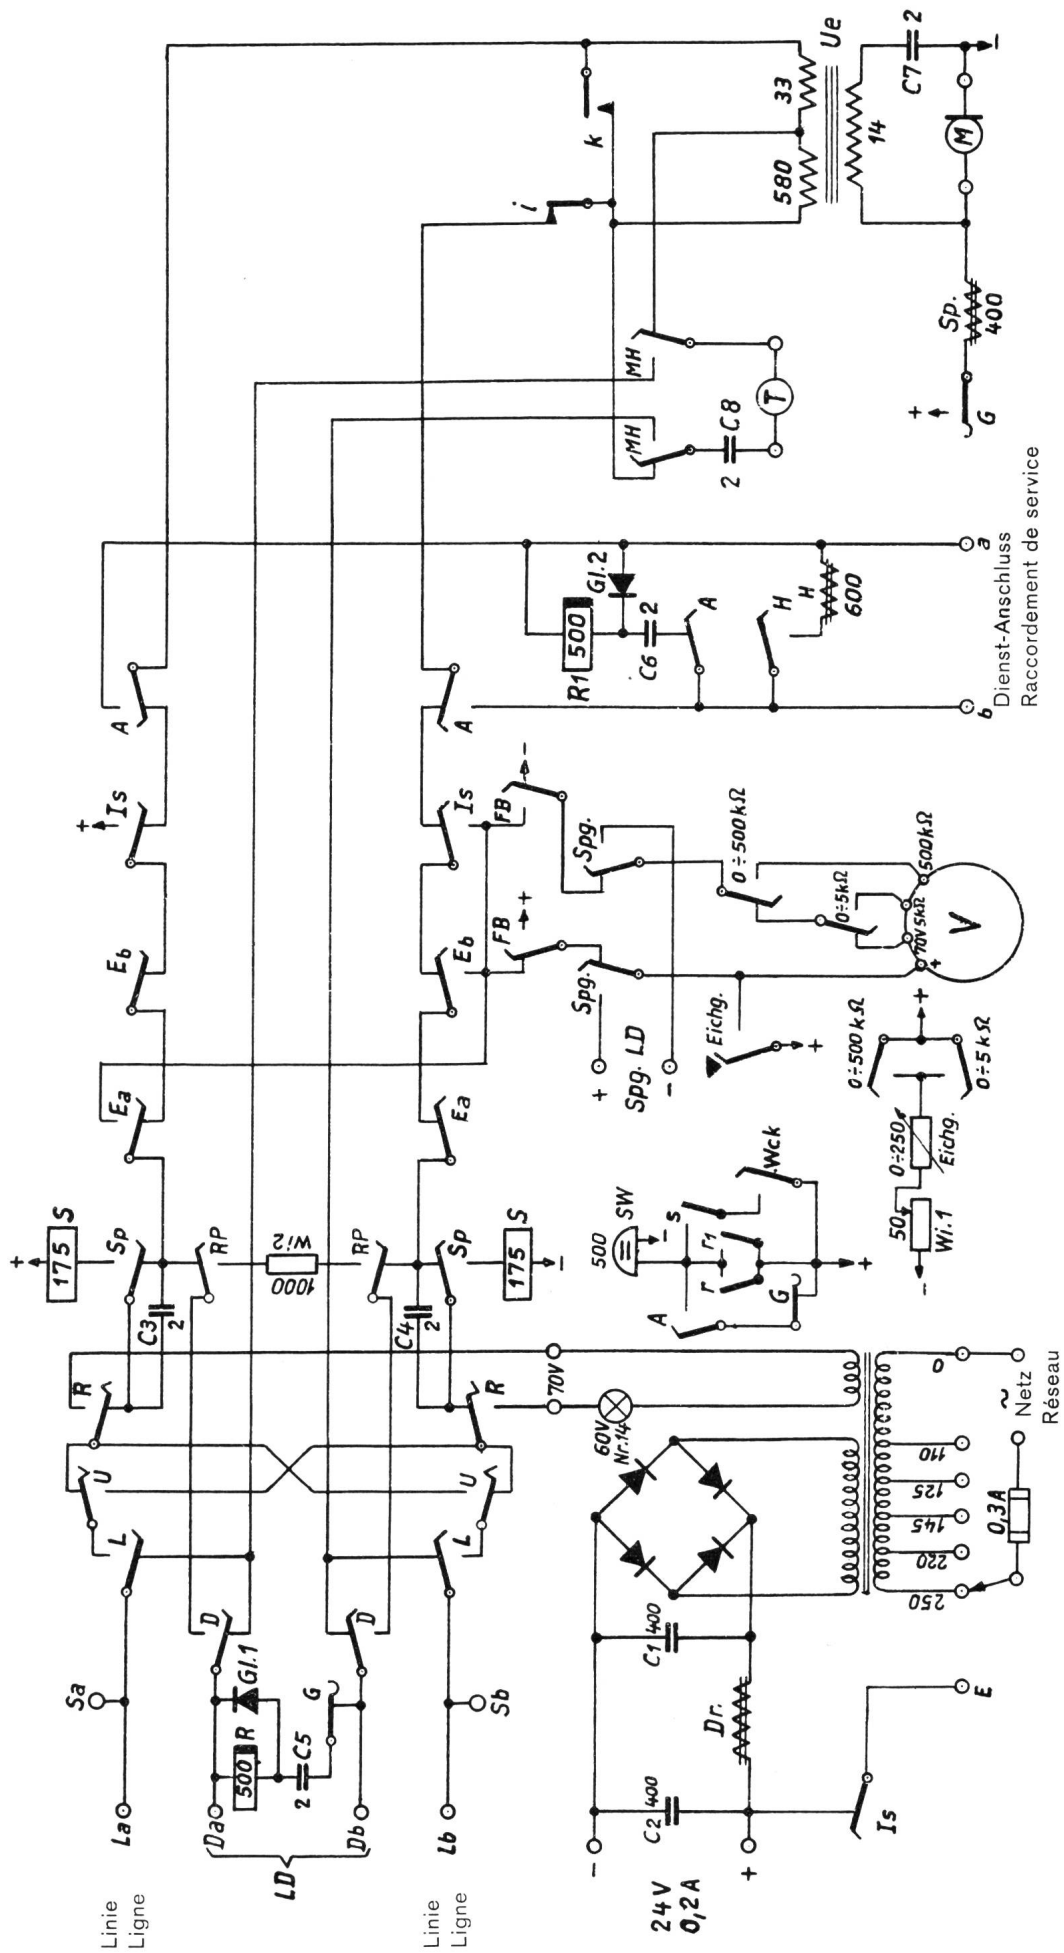 Linie
Ligne
La
Sa
L
U
R
Sp
+
175
S
C3
2
RP
Wi2
1000
RP
C4
2
Sp
175
S
-
Ea
Eb
Is
+
A
Ea
Eb
Is
A
LD
Da
Db
500
R
Gl.1
2
C5
G
D
D
Linie
Ligne
Lb
Sb
L
U
R
i
k
33
580
Ue
14
C7
2
-
M
Sp.
400
G
+
MH
MH
C8
2
T
R1
500
Gl.2
C6
2
A
H
H
600
a
b
Dienst-Anschluss
Raccordement de service
FB
-
FB
+
Spg.
Spg.
+
Spg. LD
-
Eichg.
+
0÷500kΩ
0÷5kΩ
500kΩ
70V
5kΩ
+
V
0÷500kΩ
+
0÷5kΩ
0÷250
Eichg.
50
Wi.1
-
500
SW
-
s
Wck
r
r1
A
G
+
70V
60V
Nr.14
C1
400
C2
400
Dr.
-
+
24V
0,2A
Is
E
250
220
145
125
110
0
0,3A
~
Netz
Réseau